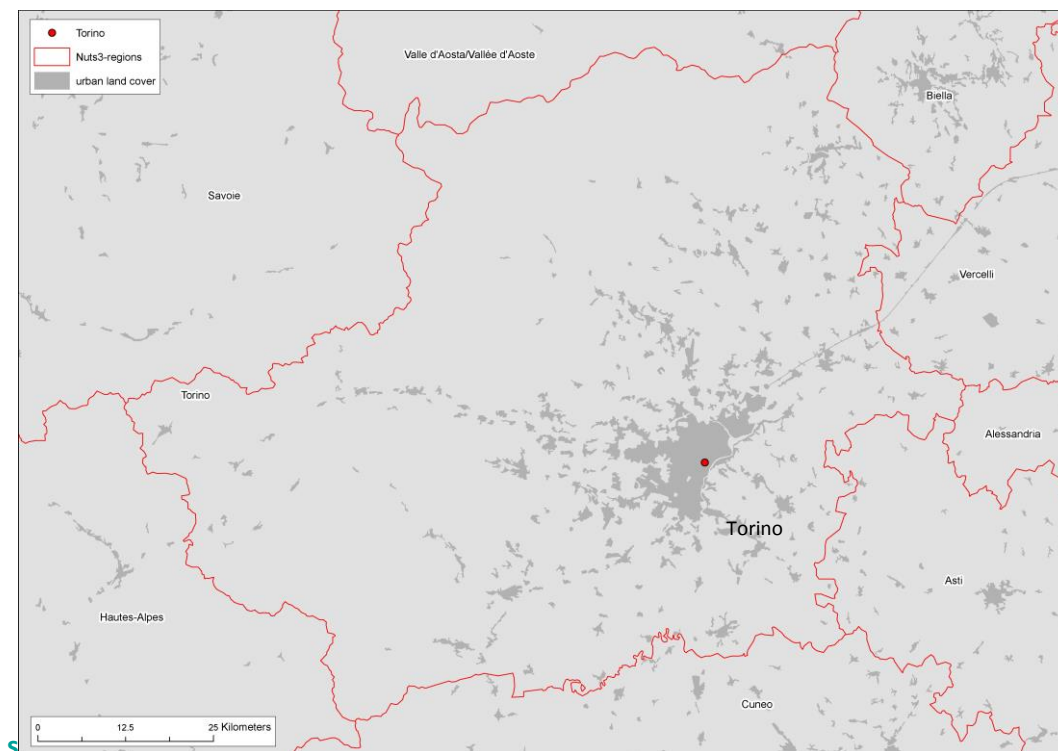 Torino
Nuts3-regions
urban land cover
Valle d'Aosta/Vallée d'Aoste
Biella
Savoie
Vercelli
Torino
Alessandria
Torino
Asti
Hautes-Alpes
Cuneo
0 12.5 25 Kilometers